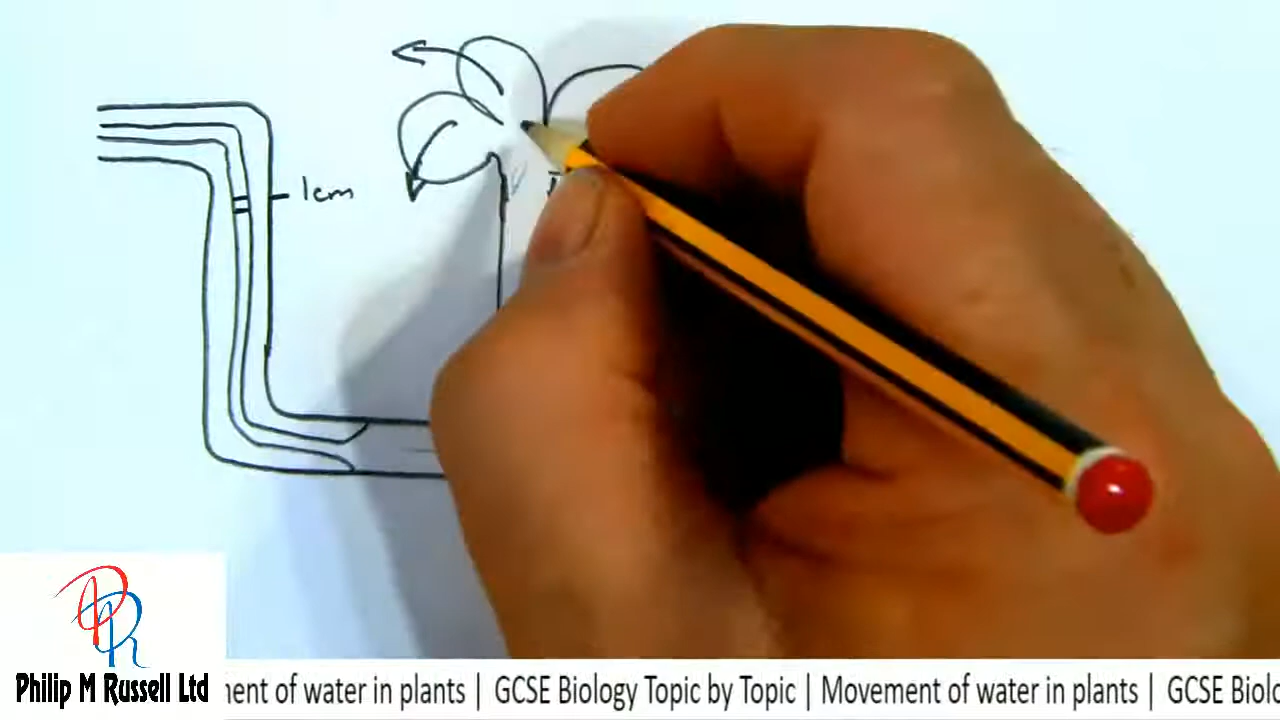 1cm
Philip M Russell Ltd
ment of water in plants | GCSE Biology Topic by Topic | Movement of water in plants | GCSE Biol